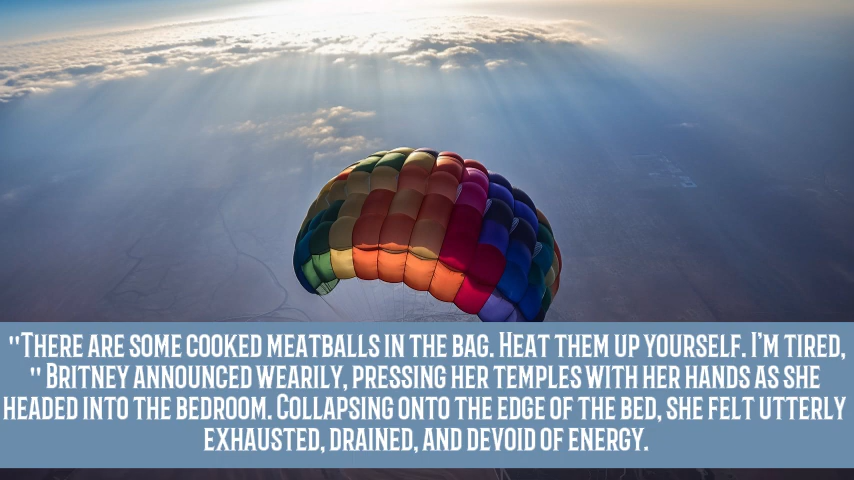 "There are some cooked meatballs in the bag. Heat them up yourself. I'm tired,
" Britney announced wearily, pressing her temples with her hands as she
headed into the bedroom. Collapsing onto the edge of the bed, she felt utterly
exhausted, drained, and devoid of energy.